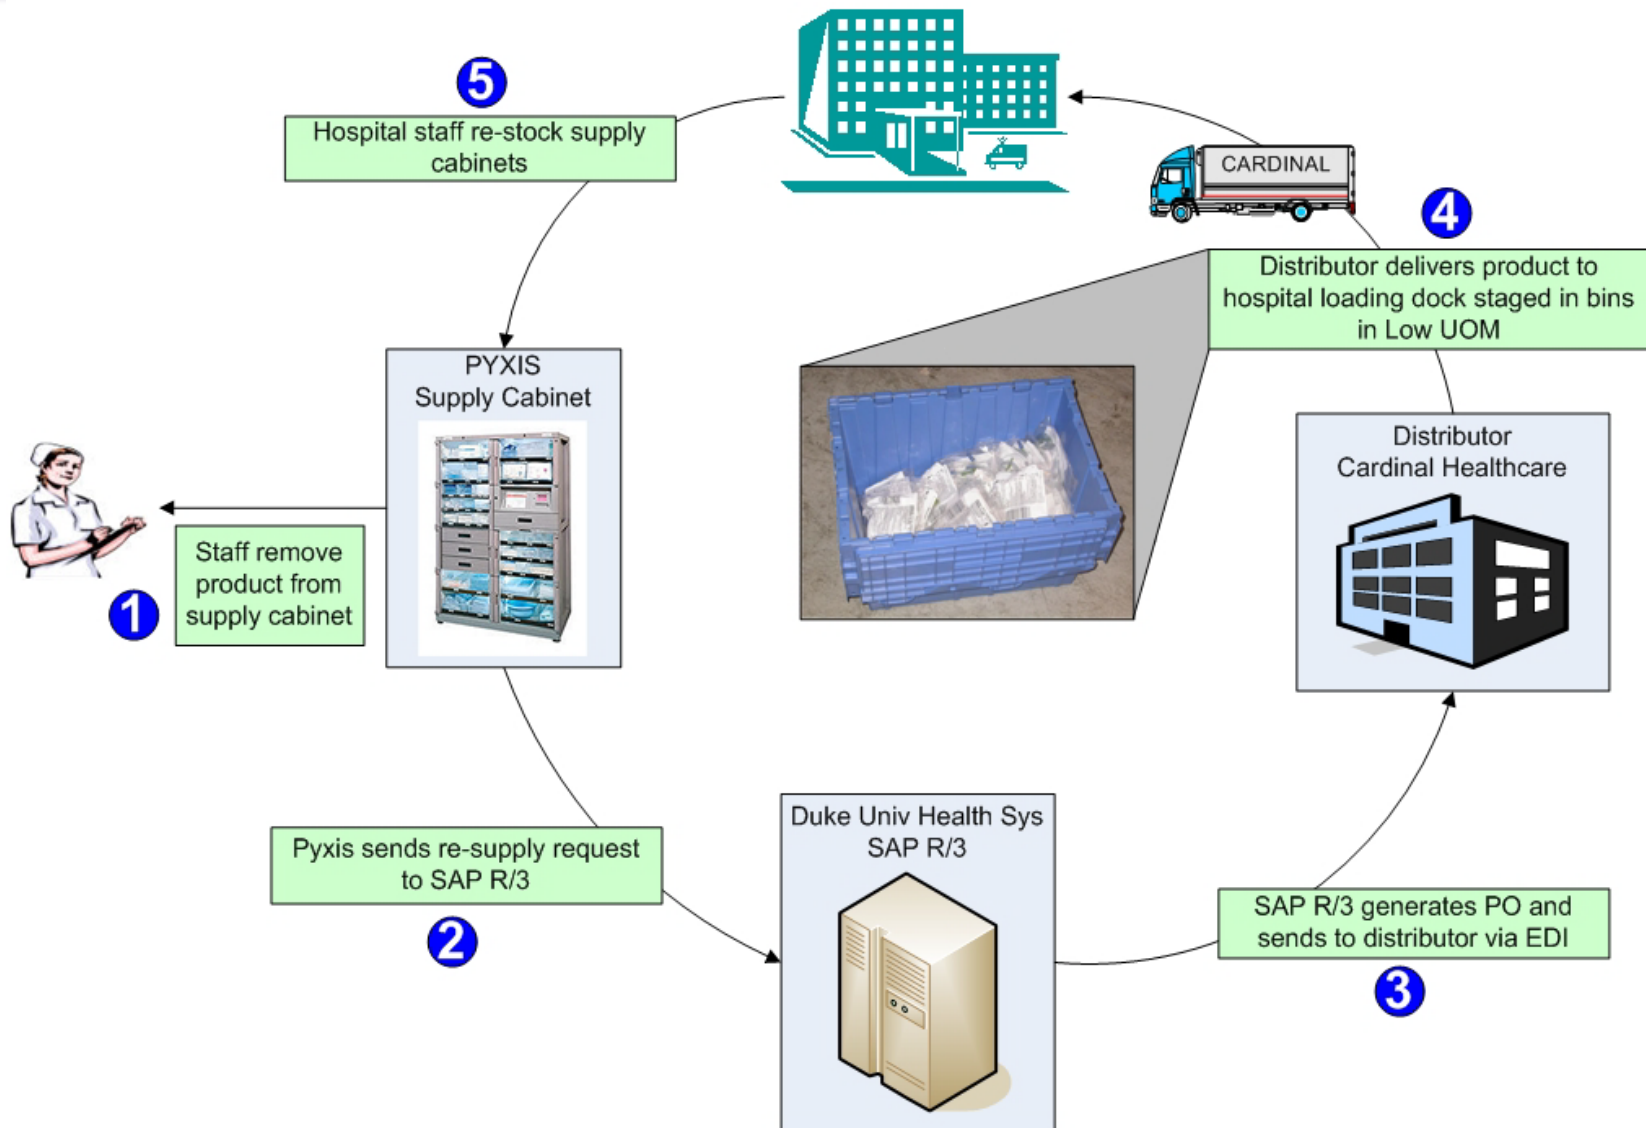 5
Hospital staff re-stock supply
cabinets
CARDINAL
4
Distributor delivers product to
hospital loading dock staged in bins
in Low UOM
PYXIS
Supply Cabinet
Distributor
Cardinal Healthcare
1
Staff remove
product from
supply cabinet
Pyxis sends re-supply request
to SAP R/3
2
Duke Univ Health Sys
SAP R/3
SAP R/3 generates PO and
sends to distributor via EDI
3